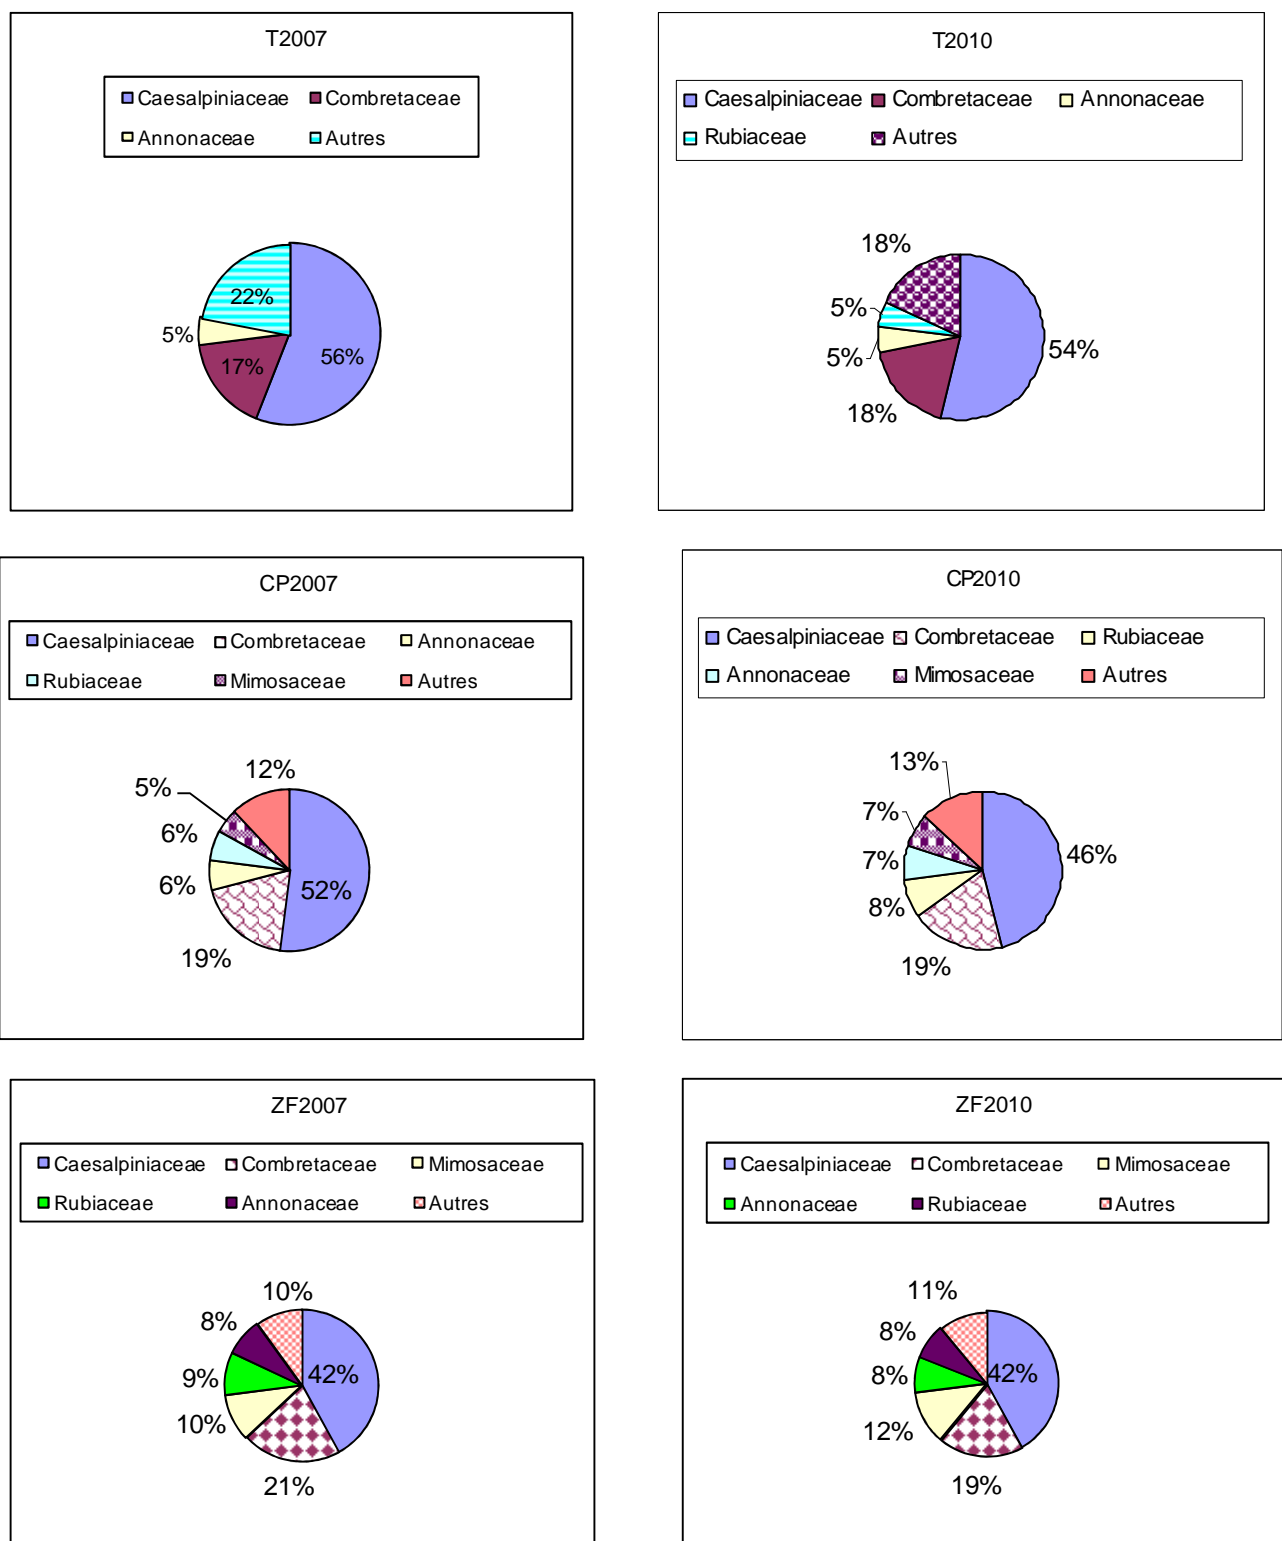 T2007
Caesalpiniaceae Combretaceae
Annonaceae Autres
22%
5%
56%
17%
T2010
Caesalpiniaceae Combretaceae Annonaceae
Rubiaceae Autres
18%
5%
5%
54%
18%
CP2007
Caesalpiniaceae Combretaceae Annonaceae
Rubiaceae Mimosaceae Autres
12%
5%
6%
6%
52%
19%
CP2010
Caesalpiniaceae Combretaceae Rubiaceae
Annonaceae Mimosaceae Autres
13%
7%
7%
46%
8%
19%
ZF2007
Caesalpiniaceae Combretaceae Mimosaceae
Rubiaceae Annonaceae Autres
10%
8%
9%
42%
10%
21%
ZF2010
Caesalpiniaceae Combretaceae Mimosaceae
Annonaceae Rubiaceae Autres
11%
8%
8%
42%
12%
19%